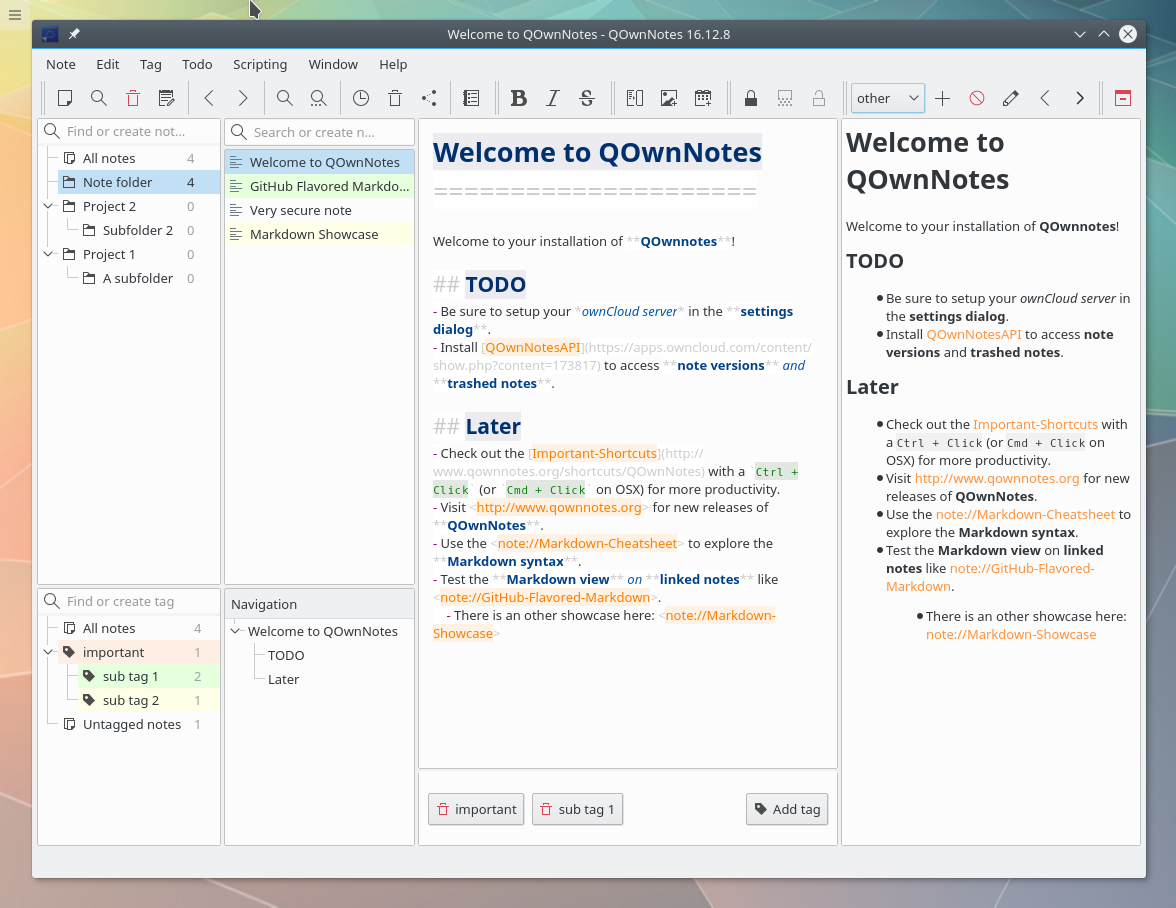 Welcome to QOwnNotes - QOwnNotes 16.12.8
Note Edit Tag Todo Scripting Window Help
B I S other
Find or create not...
All notes 4
Note folder 4
Project 2 0
Subfolder 2 0
Project 1 0
A subfolder 0
Search or create n...
Welcome to QOwnNotes
GitHub Flavored Markdo...
Very secure note
Markdown Showcase
Find or create tag
All notes 4
important 1
sub tag 1 2
sub tag 2 1
Untagged notes 1
Navigation
Welcome to QOwnNotes
TODO
Later
Welcome to QOwnNotes
========================
Welcome to your installation of **QOwnnotes**!
## TODO
- Be sure to setup your *ownCloud server* in the **settings
dialog**.
- Install [QOwnNotesAPI](https://apps.owncloud.com/content/
show.php?content=173817) to access **note versions** and
**trashed notes**.
## Later
- Check out the [Important-Shortcuts](http://
www.qownnotes.org/shortcuts/QOwnNotes) with a `Ctrl +
Click` (or `Cmd + Click` on OSX) for more productivity.
- Visit <http://www.qownnotes.org> for new releases of
**QOwnNotes**.
- Use the <note://Markdown-Cheatsheet> to explore the
**Markdown syntax**.
- Test the **Markdown view** on **linked notes** like
<note://GitHub-Flavored-Markdown>.
- There is an other showcase here: <note://Markdown-
Showcase>
important sub tag 1 Add tag
Welcome to
QOwnNotes
Welcome to your installation of QOwnnotes!
TODO
● Be sure to setup your ownCloud server in
the settings dialog.
● Install QOwnNotesAPI to access note
versions and trashed notes.
Later
● Check out the Important-Shortcuts with
a Ctrl + Click (or Cmd + Click on
OSX) for more productivity.
● Visit http://www.qownnotes.org for new
releases of QOwnNotes.
● Use the note://Markdown-Cheatsheet to
explore the Markdown syntax.
● Test the Markdown view on linked
notes like note://GitHub-Flavored-
Markdown.
● There is an other showcase here:
note://Markdown-Showcase